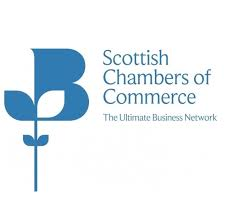 Scottish
Chambers of
Commerce
The Ultimate Business Network